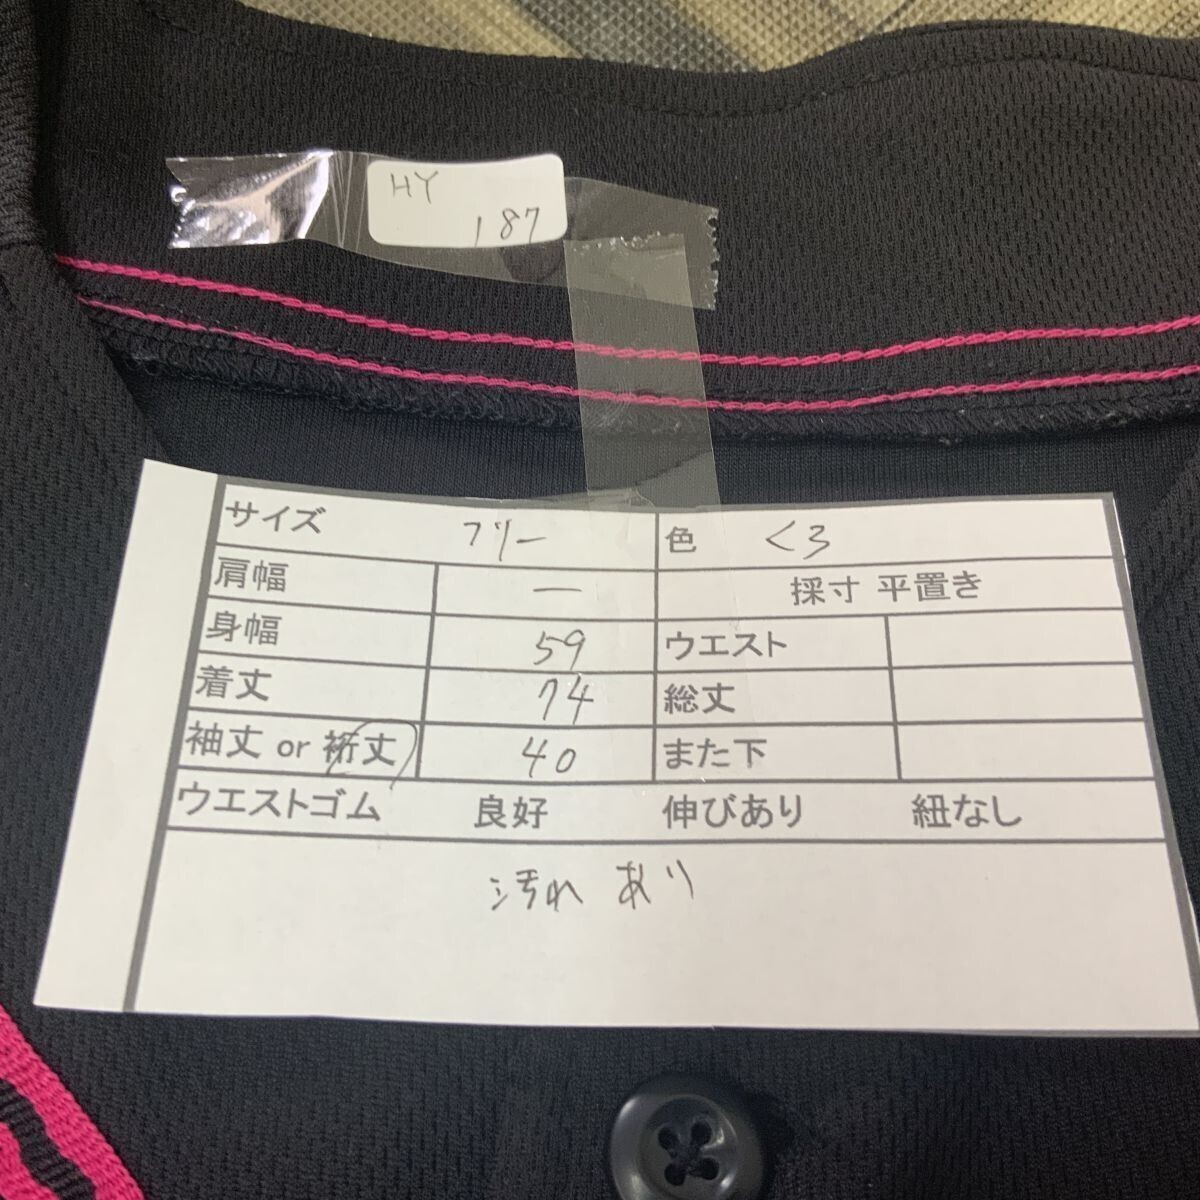 HY
187
サイズ フリー 色 くろ
肩幅 ー 採寸 平置き
身幅 59 ウエスト
着丈 74 総丈
袖丈 or 裄丈 40 また下
ウエストゴム 良好 伸びあり 紐なし
汚れ あり